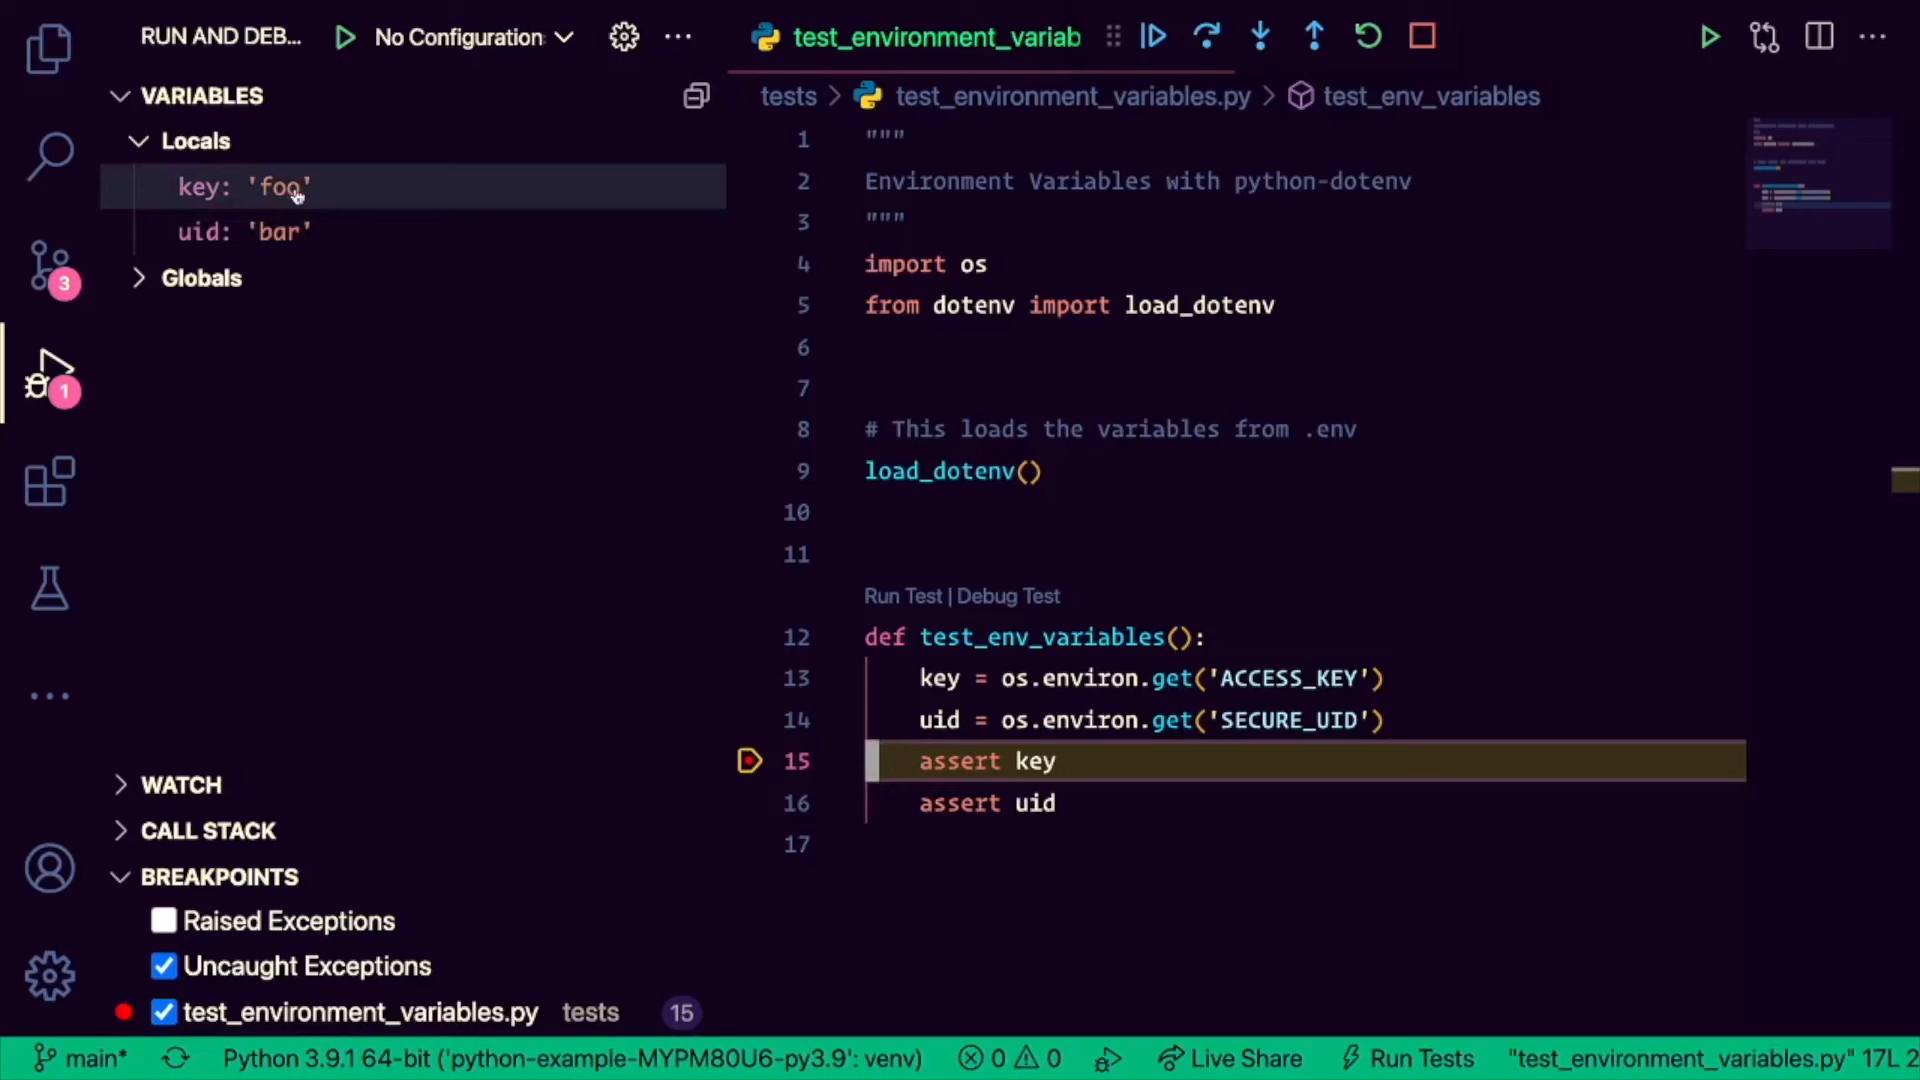 RUN AND DEB...
No Configuration
test_environment_variab
VARIABLES
Locals
key: 'foo'
uid: 'bar'
Globals
3
1
WATCH
CALL STACK
BREAKPOINTS
Raised Exceptions
Uncaught Exceptions
test_environment_variables.py tests 15
tests > test_environment_variables.py > test_env_variables
1 """
2 Environment Variables with python-dotenv
3 """
4 import os
5 from dotenv import load_dotenv
6
7
8 # This loads the variables from .env
9 load_dotenv()
10
11
Run Test | Debug Test
12 def test_env_variables():
13 key = os.environ.get('ACCESS_KEY')
14 uid = os.environ.get('SECURE_UID')
15 assert key
16 assert uid
17
main* Python 3.9.1 64-bit ('python-example-MYPM80U6-py3.9': venv) 0 0 Live Share Run Tests "test_environment_variables.py" 17L 2